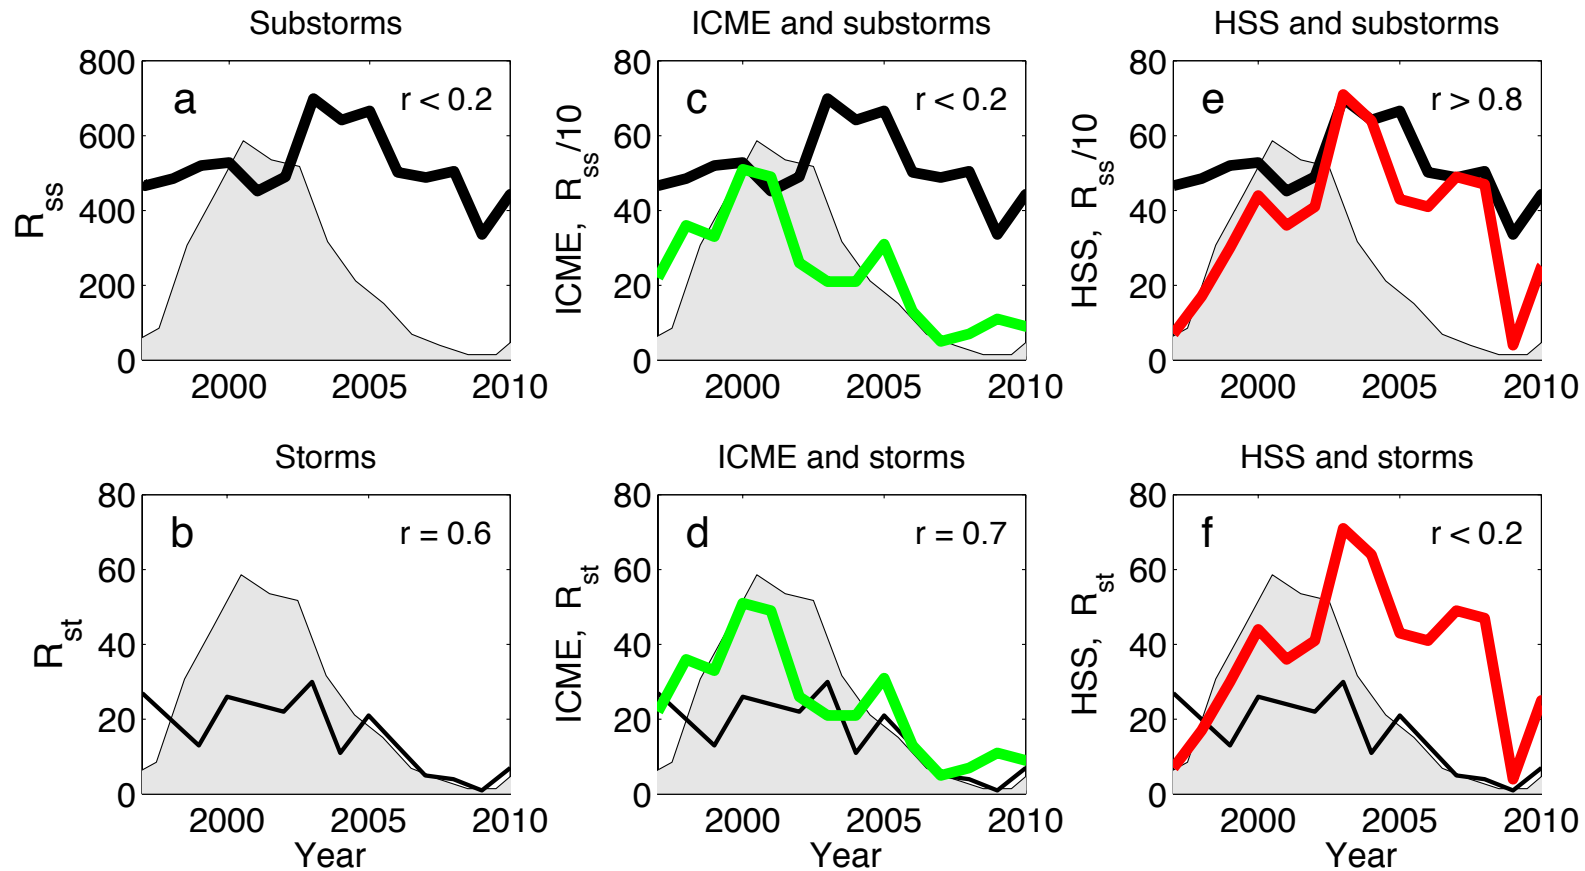 Substorms
ICME and substorms
HSS and substorms
800
600
400
200
0
R_ss
a
r < 0.2
2000 2005 2010
80
60
40
20
0
ICME, R_ss/10
c
r < 0.2
2000 2005 2010
80
60
40
20
0
HSS, R_ss/10
e
r > 0.8
2000 2005 2010
Storms
ICME and storms
HSS and storms
80
60
40
20
0
R_st
b
r = 0.6
2000 2005 2010
Year
80
60
40
20
0
ICME, R_st
d
r = 0.7
2000 2005 2010
Year
80
60
40
20
0
HSS, R_st
f
r < 0.2
2000 2005 2010
Year